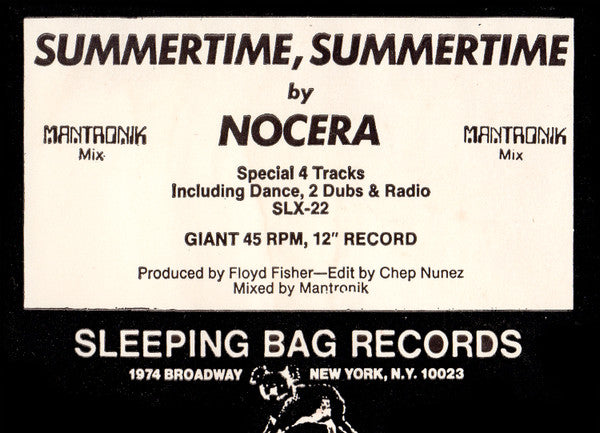 SUMMERTIME, SUMMERTIME
by
NOCERA
MANTRONIK
Mix
MANTRONIK
Mix
Special 4 Tracks
Including Dance, 2 Dubs & Radio
SLX-22
GIANT 45 RPM, 12" RECORD
Produced by Floyd Fisher—Edit by Chep Nunez
Mixed by Mantronik
SLEEPING BAG RECORDS
1974 BROADWAY NEW YORK, N.Y. 10023